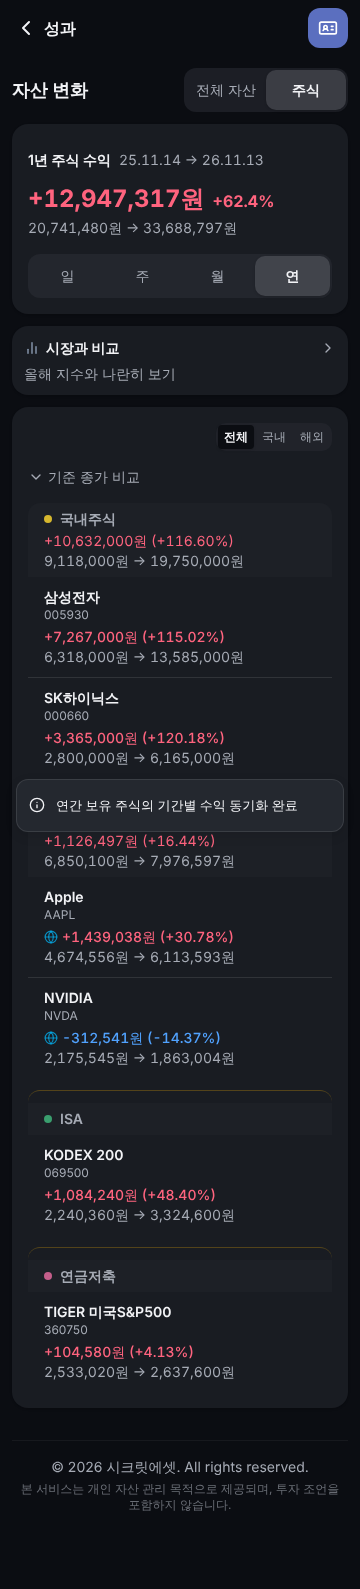 성과
자산 변화
전체 자산 주식
1년 주식 수익 25.11.14 → 26.11.13
+12,947,317원 +62.4%
20,741,480원 → 33,688,797원
일 주 월 연
시장과 비교
올해 지수와 나란히 보기
전체 국내 해외
기준 종가 비교
국내주식
+10,632,000원 (+116.60%)
9,118,000원 → 19,750,000원
삼성전자
005930
+7,267,000원 (+115.02%)
6,318,000원 → 13,585,000원
SK하이닉스
000660
+3,365,000원 (+120.18%)
2,800,000원 → 6,165,000원
연간 보유 주식의 기간별 수익 동기화 완료
+1,126,497원 (+16.44%)
6,850,100원 → 7,976,597원
Apple
AAPL
+1,439,038원 (+30.78%)
4,674,556원 → 6,113,593원
NVIDIA
NVDA
-312,541원 (-14.37%)
2,175,545원 → 1,863,004원
ISA
KODEX 200
069500
+1,084,240원 (+48.40%)
2,240,360원 → 3,324,600원
연금저축
TIGER 미국S&P500
360750
+104,580원 (+4.13%)
2,533,020원 → 2,637,600원
© 2026 시크릿에셋. All rights reserved.
본 서비스는 개인 자산 관리 목적으로 제공되며, 투자 조언을
포함하지 않습니다.